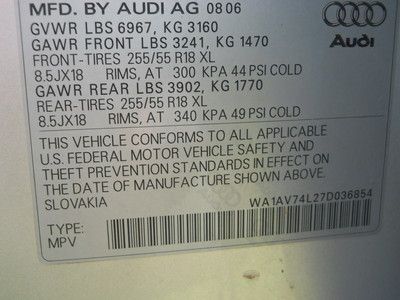 MFD. BY AUDI AG 08 06
GVWR LBS 6967, KG 3160
GAWR FRONT LBS 3241, KG 1470
FRONT-TIRES 255/55 R18 XL
8.5JX18 RIMS, AT 300 KPA 44 PSI COLD
GAWR REAR LBS 3902, KG 1770
REAR-TIRES 255/55 R18 XL
8.5JX18 RIMS, AT 340 KPA 49 PSI COLD
Audi
THIS VEHICLE CONFORMS TO ALL APPLICABLE
U.S. FEDERAL MOTOR VEHICLE SAFETY AND
THEFT PREVENTION STANDARDS IN EFFECT ON
THE DATE OF MANUFACTURE SHOWN ABOVE.
SLOVAKIA
WA1AV74L27D036854
TYPE:
MPV